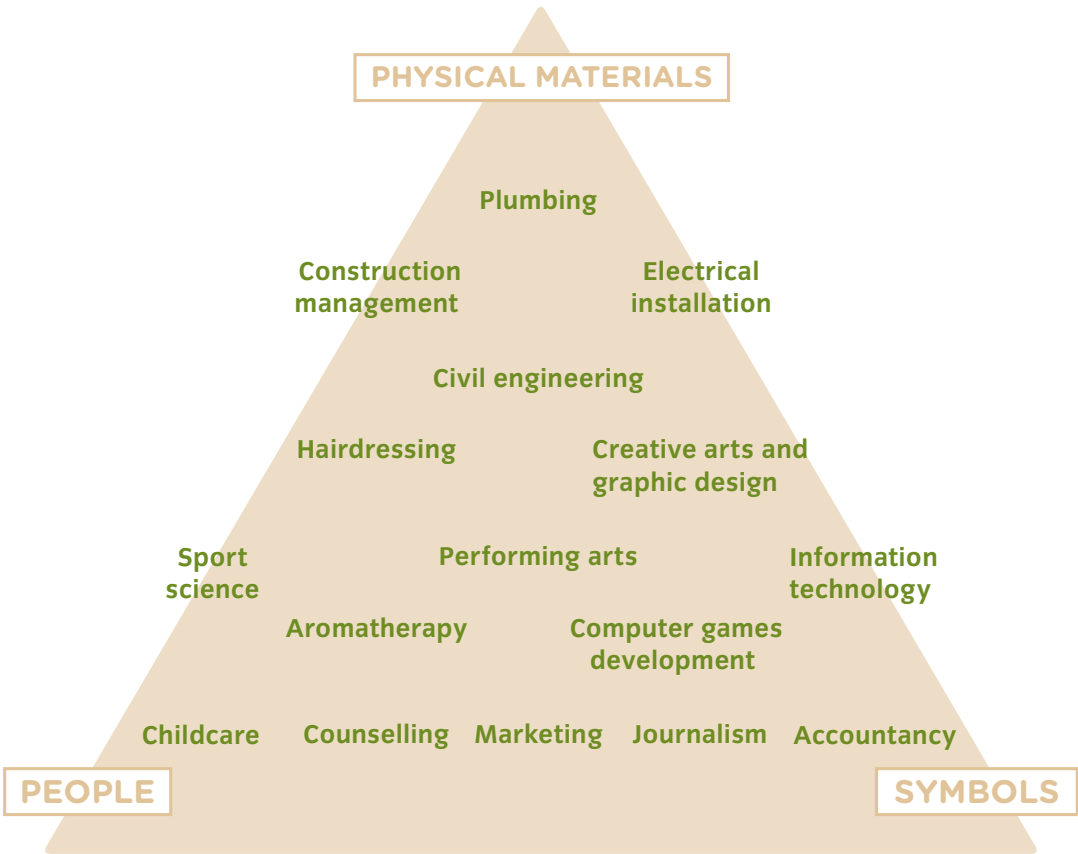 PHYSICAL MATERIALS
Plumbing
Construction
management
Electrical
installation
Civil engineering
Hairdressing
Creative arts and
graphic design
Sport
science
Performing arts
Information
technology
Aromatherapy
Computer games
development
Childcare
Counselling
Marketing
Journalism
Accountancy
PEOPLE
SYMBOLS